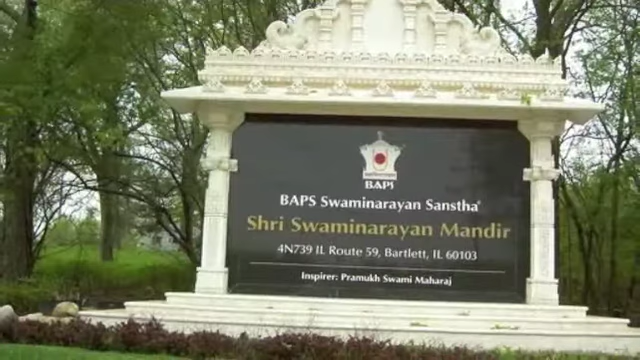 BAPS
BAPS Swaminarayan Sanstha®
Shri Swaminarayan Mandir
4N739 IL Route 59, Bartlett, IL 60103
Inspirer: Pramukh Swami Maharaj